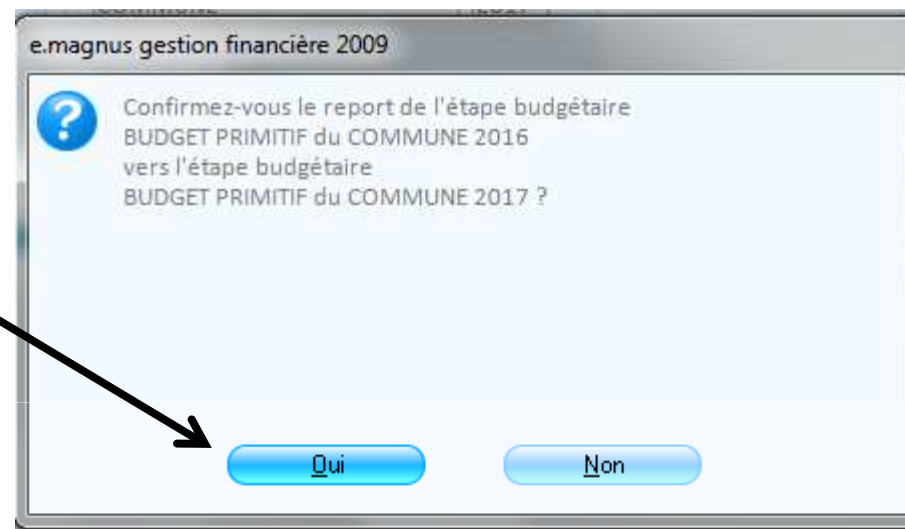 COMMUNE
e.magnus gestion financière 2009
Confirmez-vous le report de l'étape budgétaire
BUDGET PRIMITIF du COMMUNE 2016
vers l'étape budgétaire
BUDGET PRIMITIF du COMMUNE 2017 ?
Oui
Non